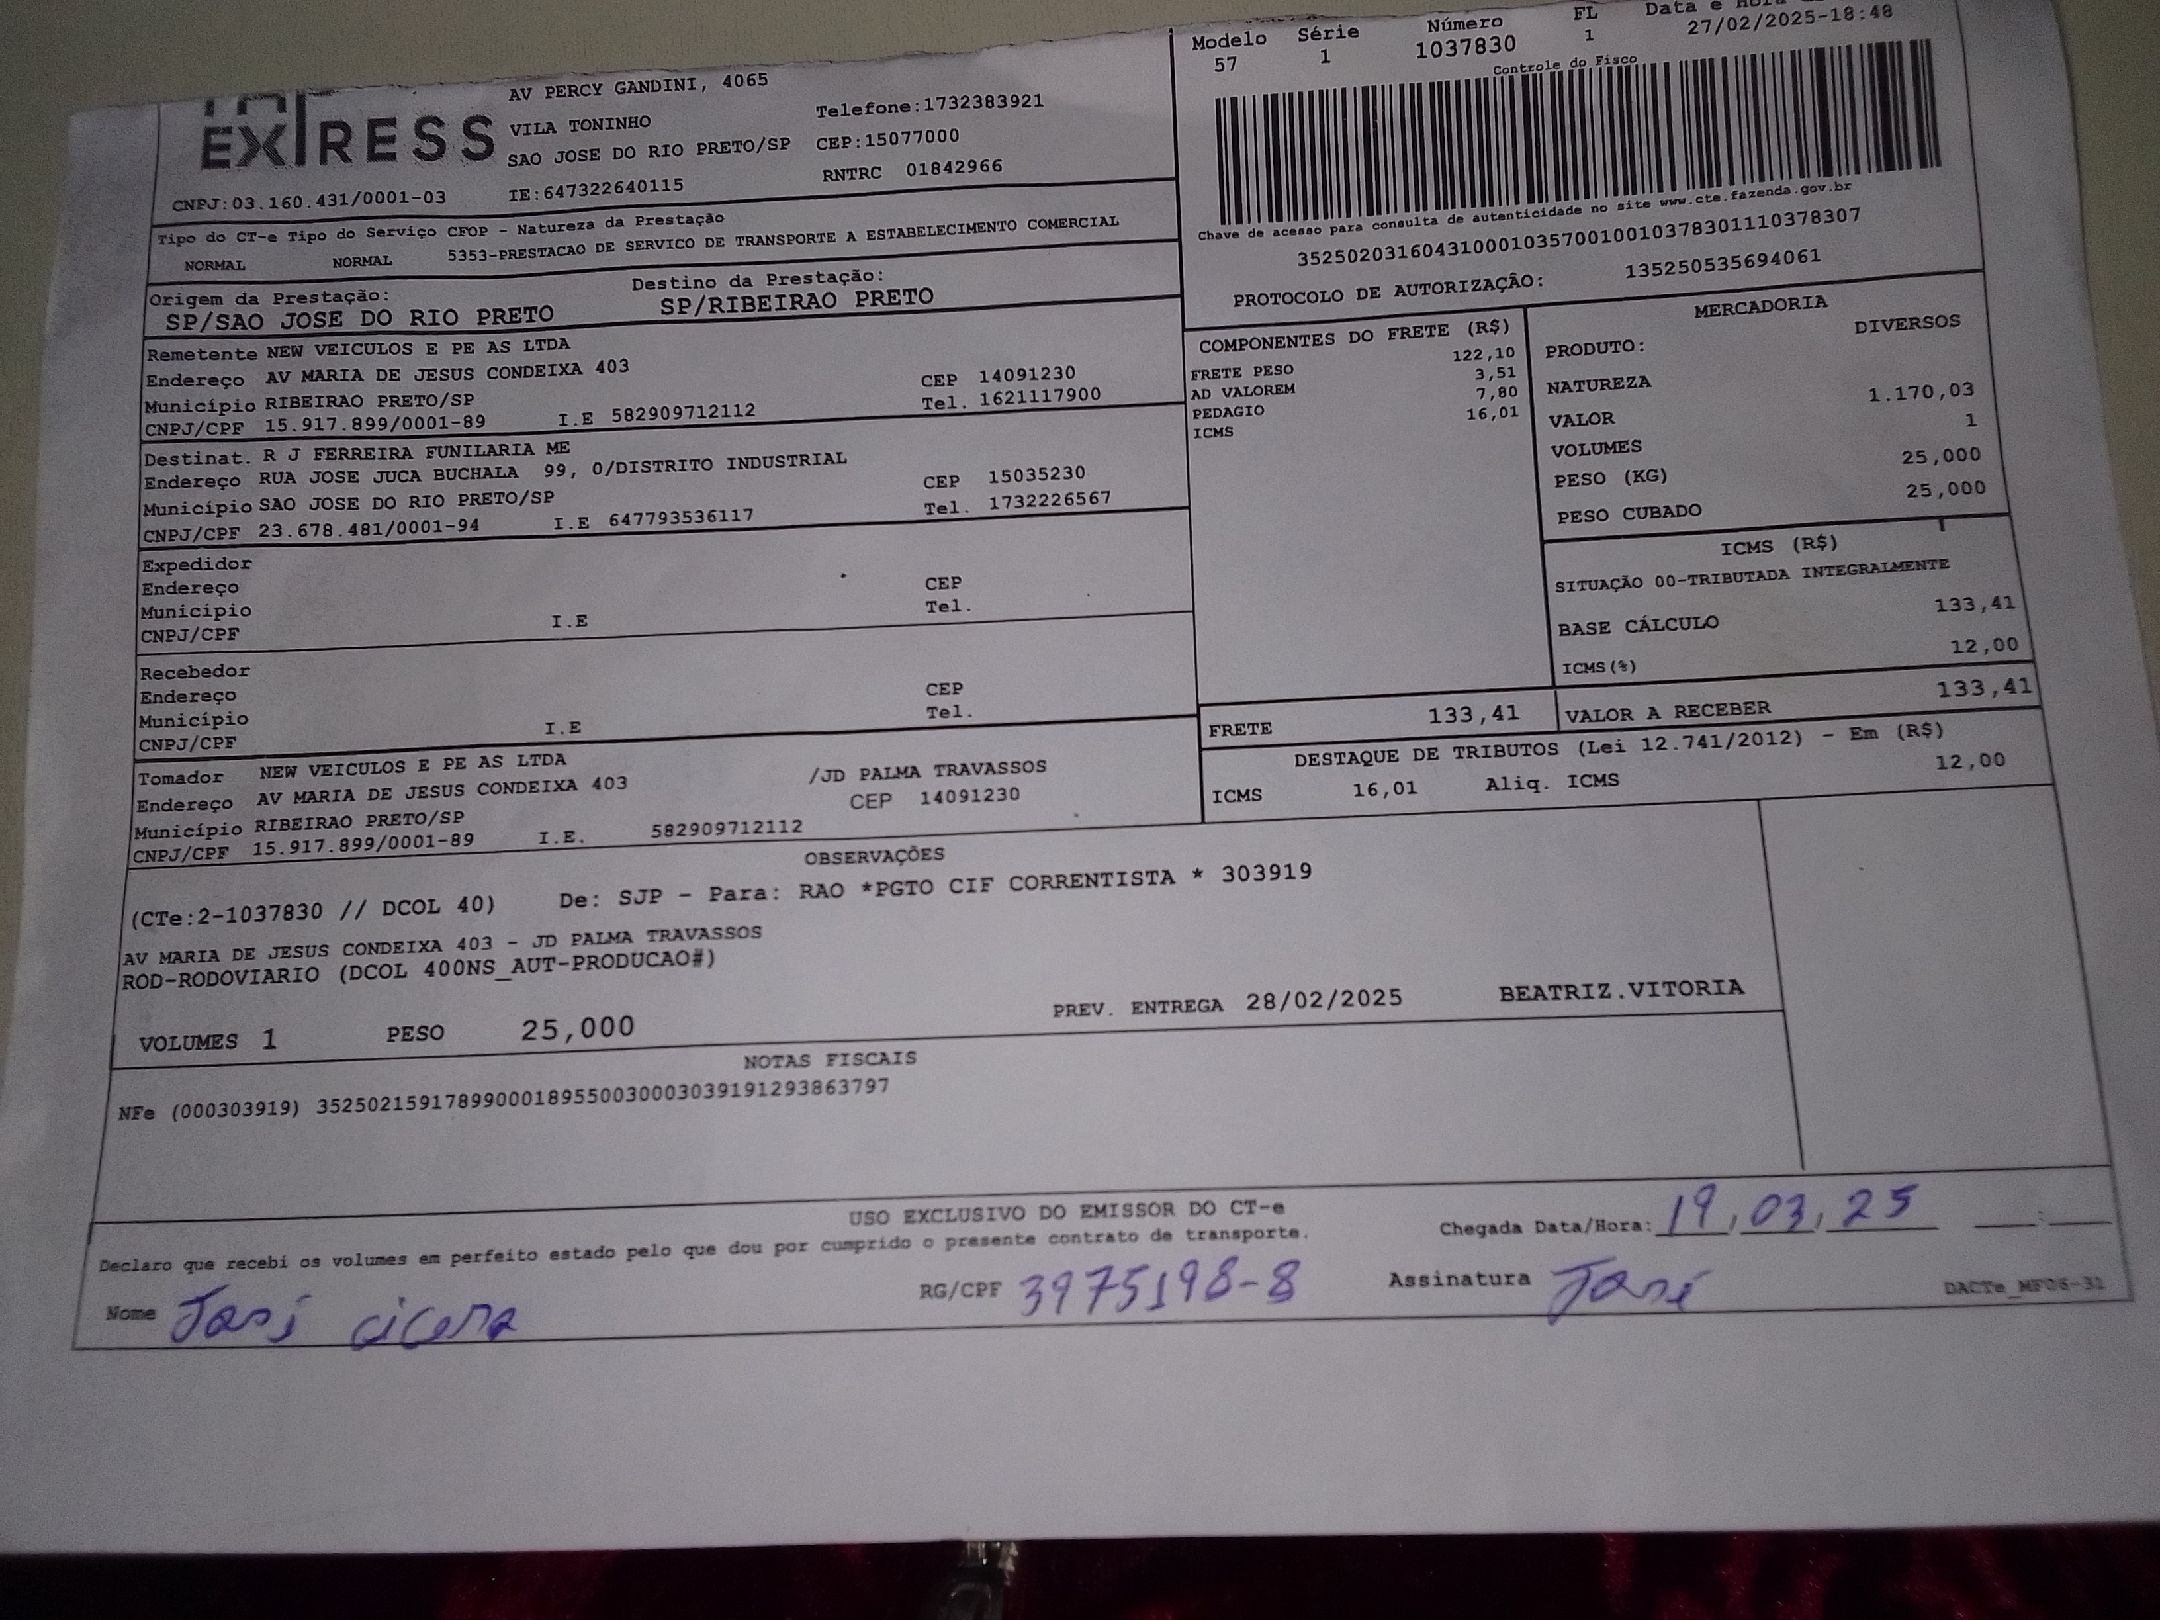 EXPRESS
AV PERCY GANDINI, 4065
VILA TONINHO Telefone:1732383921
SAO JOSE DO RIO PRETO/SP CEP:15077000
CNPJ:03.160.431/0001-03 IE:647322640115 RNTRC 01842966
Modelo Série Número FL Data e
57 1 1037830 1 27/02/2025-18:48
Controle do Fisco
Chave de acesso para consulta de autenticidade no site www.cte.fazenda.gov.br
35250203160431000103570010010378301110378307
PROTOCOLO DE AUTORIZAÇÃO: 135250535694061
Tipo do CT-e Tipo do Serviço CFOP - Natureza da Prestação
NORMAL NORMAL 5353-PRESTACAO DE SERVICO DE TRANSPORTE A ESTABELECIMENTO COMERCIAL
Origem da Prestação: Destino da Prestação:
SP/SAO JOSE DO RIO PRETO SP/RIBEIRAO PRETO
Remetente NEW VEICULOS E PE AS LTDA
Endereço AV MARIA DE JESUS CONDEIXA 403 CEP 14091230
Município RIBEIRAO PRETO/SP Tel. 1621117900
CNPJ/CPF 15.917.899/0001-89 I.E 582909712112
Destinat. R J FERREIRA FUNILARIA ME
Endereço RUA JOSE JUCA BUCHALA 99, 0/DISTRITO INDUSTRIAL CEP 15035230
Município SAO JOSE DO RIO PRETO/SP Tel. 1732226567
CNPJ/CPF 23.678.481/0001-94 I.E 647793536117
Expedidor
Endereço CEP
Município Tel.
CNPJ/CPF I.E
Recebedor
Endereço CEP
Município Tel.
CNPJ/CPF I.E
Tomador NEW VEICULOS E PE AS LTDA
Endereço AV MARIA DE JESUS CONDEIXA 403 /JD PALMA TRAVASSOS
Município RIBEIRAO PRETO/SP CEP 14091230
CNPJ/CPF 15.917.899/0001-89 I.E. 582909712112
COMPONENTES DO FRETE (R$)
FRETE PESO 122,10
AD VALOREM 3,51
PEDAGIO 7,80
ICMS 16,01
MERCADORIA
PRODUTO: DIVERSOS
NATUREZA
VALOR 1.170,03
VOLUMES 1
PESO (KG) 25,000
PESO CUBADO 25,000
ICMS (R$)
SITUAÇÃO 00-TRIBUTADA INTEGRALMENTE
BASE CÁLCULO 133,41
ICMS(%) 12,00
FRETE 133,41 VALOR A RECEBER 133,41
DESTAQUE DE TRIBUTOS (Lei 12.741/2012) - Em (R$)
ICMS 16,01 Aliq. ICMS 12,00
OBSERVAÇÕES
(CTe:2-1037830 // DCOL 40) De: SJP - Para: RAO *PGTO CIF CORRENTISTA * 303919
AV MARIA DE JESUS CONDEIXA 403 - JD PALMA TRAVASSOS
ROD-RODOVIARIO (DCOL 400NS_AUT-PRODUCAO#)
VOLUMES 1 PESO 25,000 PREV. ENTREGA 28/02/2025 BEATRIZ.VITORIA
NOTAS FISCAIS
NFe (000303919) 35250215917899000189550030003039191293863797
USO EXCLUSIVO DO EMISSOR DO CT-e
Declaro que recebi os volumes em perfeito estado pelo que dou por cumprido o presente contrato de transporte. Chegada Data/Hora: 19,03,25
Nome José cicera RG/CPF 3975198-8 Assinatura José
DACTe_MF06-31